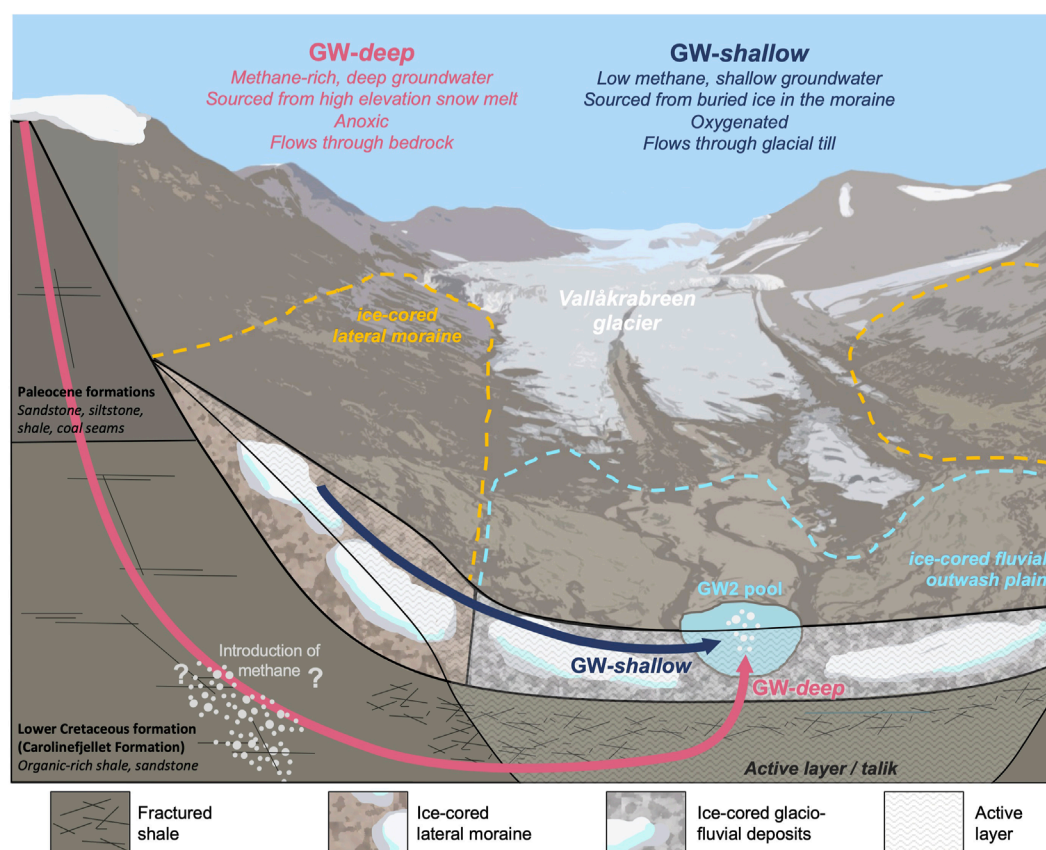 GW-deep
Methane-rich, deep groundwater
Sourced from high elevation snow melt
Anoxic
Flows through bedrock
GW-shallow
Low methane, shallow groundwater
Sourced from buried ice in the moraine
Oxygenated
Flows through glacial till
Vallåkrabreen
glacier
ice-cored
lateral moraine
Paleocene formations
Sandstone, siltstone,
shale, coal seams
ice-cored fluvial
outwash plain
GW2 pool
GW-shallow
GW-deep
Introduction of
methane
?
?
Lower Cretaceous formation
(Carolinefjellet Formation)
Organic-rich shale, sandstone
Active layer / talik
Fractured
shale
Ice-cored
lateral moraine
Ice-cored glacio-
fluvial deposits
Active
layer